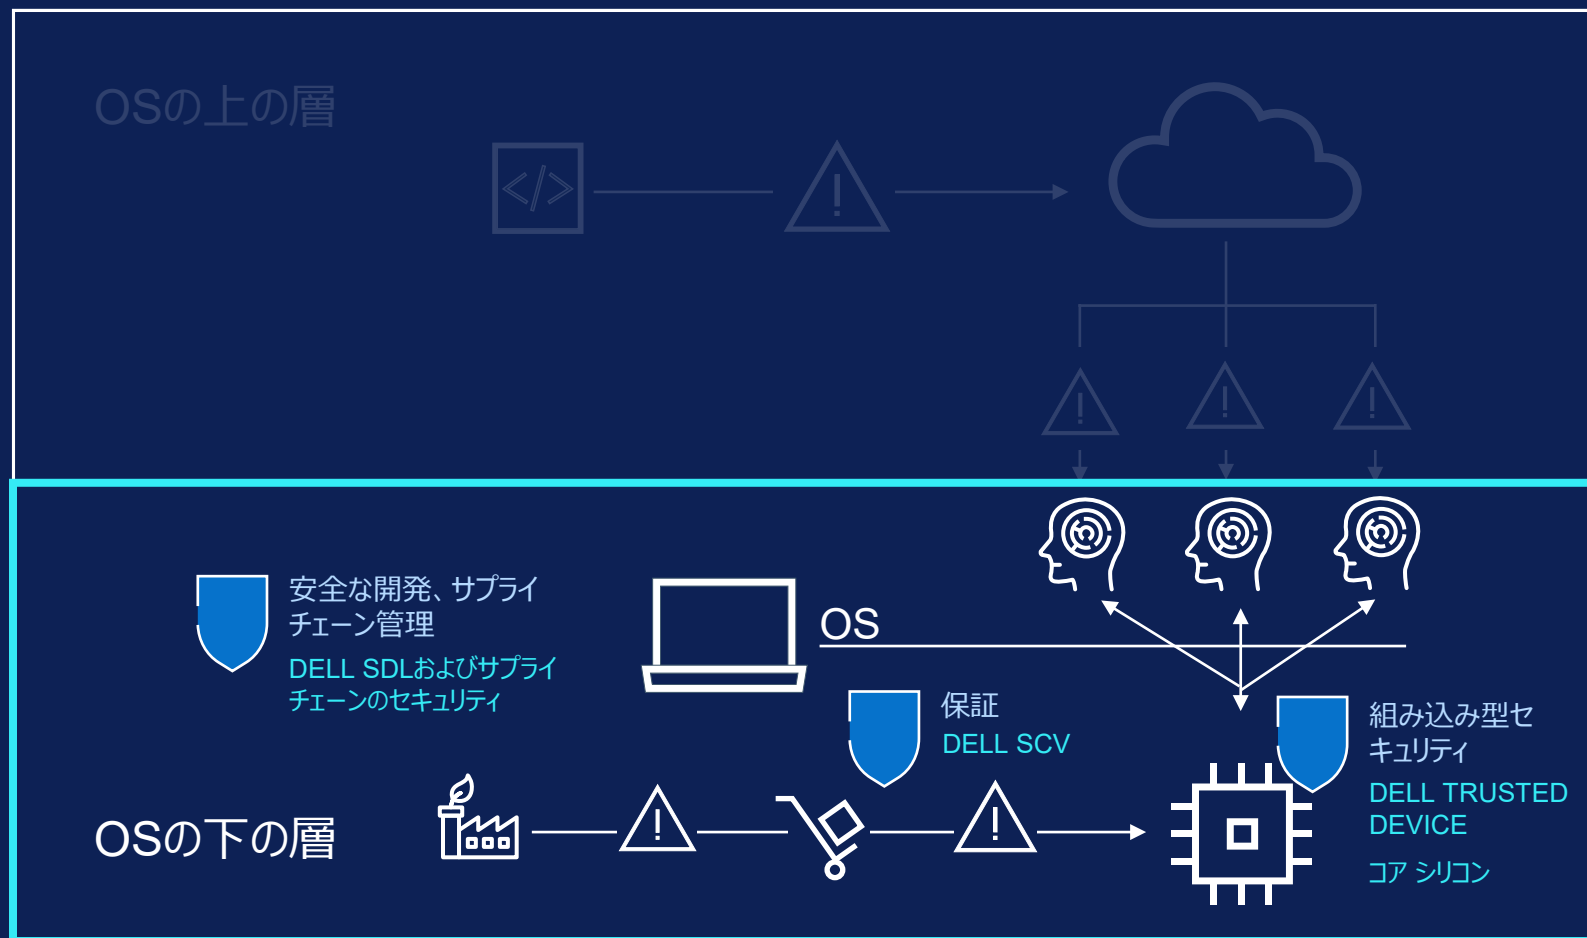 OSの上の層
</>
安全な開発、サプライ
チェーン管理
DELL SDLおよびサプライ
チェーンのセキュリティ
OS
保証
DELL SCV
組み込み型セ
キュリティ
DELL TRUSTED
DEVICE
コア シリコン
OSの下の層